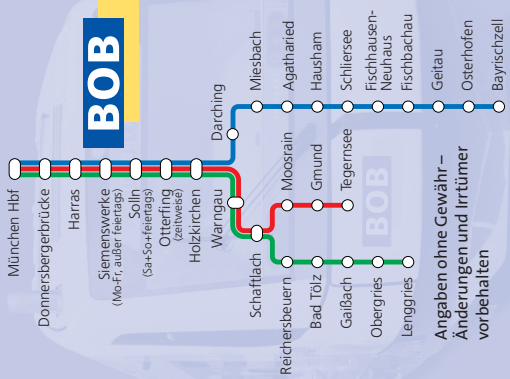 BOB
München Hbf
Donnersbergerbrücke
Harras
Siemenswerke
(Mo-Fr, außer feiertags)
Solln
(Sa+So+feiertags)
Otterfing
(zeitweise)
Holzkirchen
Darching
Miesbach
Agatharied
Hausham
Schliersee
Fischhausen-
Neuhaus
Fischbachau
Geitau
Osterhofen
Bayrischzell
Warngau
Schaftlach
Moosrain
Gmund
Tegernsee
Reichersbeuern
Bad Tölz
Gaißach
Obergries
Lenggries
BOB
Angaben ohne Gewähr –
Änderungen und Irrtümer
vorbehalten